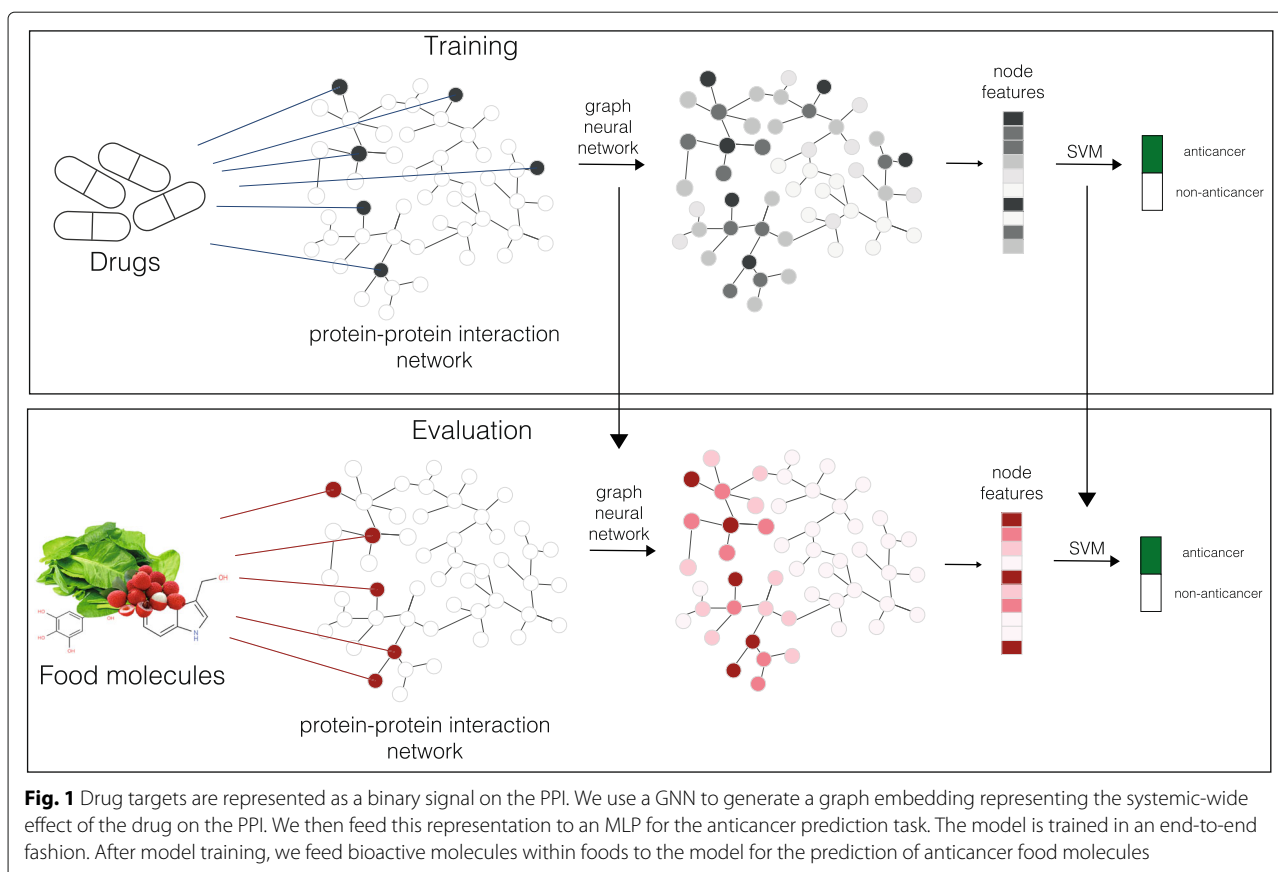 Training
graph
neural
network
node
features
SVM
anticancer
non-anticancer
Drugs
protein-protein interaction
network
Evaluation
graph
neural
network
node
features
SVM
anticancer
non-anticancer
OH
HO
HO
HO
OH
N
H
Food molecules
protein-protein interaction
network
Fig. 1 Drug targets are represented as a binary signal on the PPI. We use a GNN to generate a graph embedding representing the systemic-wide
effect of the drug on the PPI. We then feed this representation to an MLP for the anticancer prediction task. The model is trained in an end-to-end
fashion. After model training, we feed bioactive molecules within foods to the model for the prediction of anticancer food molecules